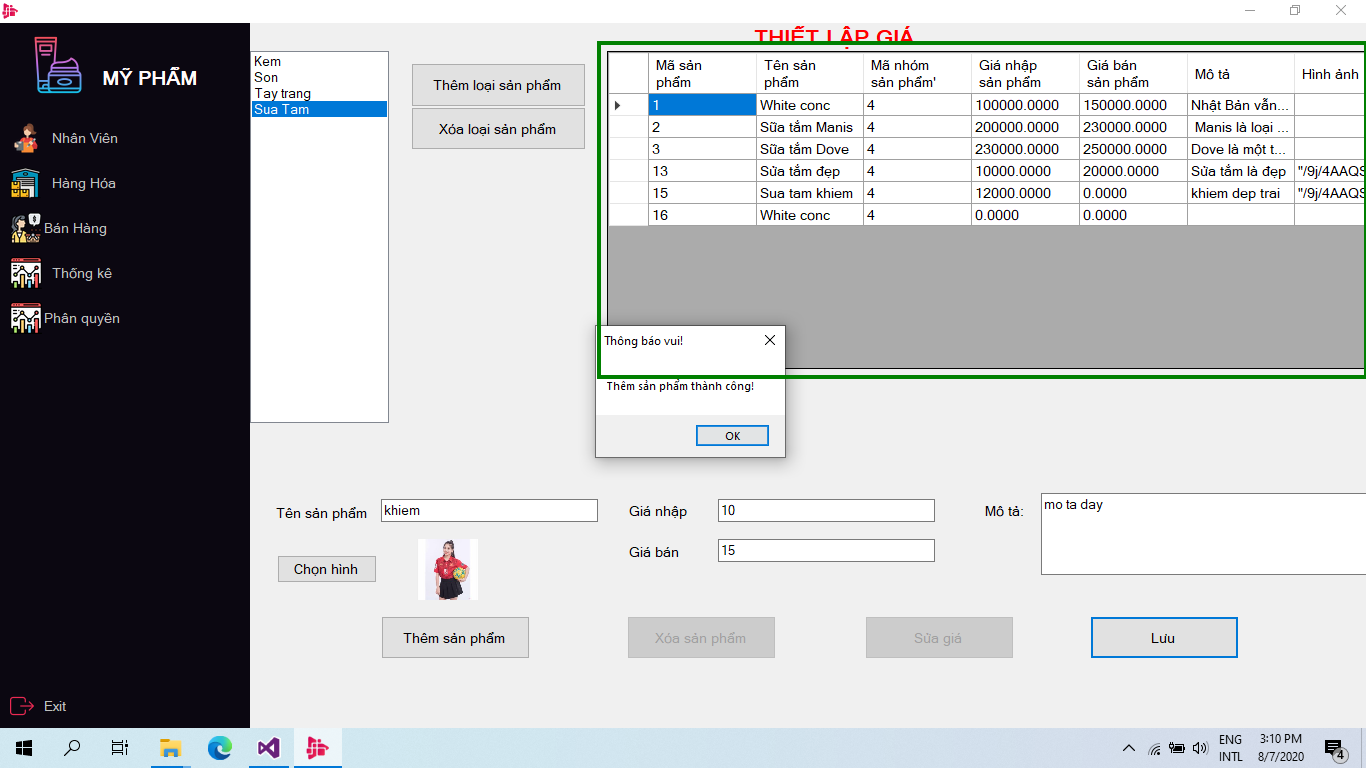 THIẾT LẬP GIÁ
MỸ PHẨM
Nhân Viên
Hàng Hóa
Bán Hàng
Thống kê
Phân quyền
Exit
Kem
Son
Tay trang
Sua Tam
Thêm loại sản phẩm
Xóa loại sản phẩm
Mã sản phẩm Tên sản phẩm Mã nhóm sản phẩm' Giá nhập sản phẩm Giá bán sản phẩm Mô tả Hình ảnh
1 White conc 4 100000.0000 150000.0000 Nhật Bản vẫn...
2 Sữa tắm Manis 4 200000.0000 230000.0000 Manis là loại ...
3 Sữa tắm Dove 4 230000.0000 250000.0000 Dove là một t...
13 Sửa tắm đẹp 4 10000.0000 20000.0000 Sửa tắm là đẹp "/9j/4AAQS
15 Sua tam khiem 4 12000.0000 0.0000 khiem dep trai "/9j/4AAQS
16 White conc 4 0.0000 0.0000
Thông báo vui!
Thêm sản phẩm thành công!
OK
Tên sản phẩm khiem Giá nhập 10 Mô tả: mo ta day
Giá bán 15
Chọn hình
Thêm sản phẩm Xóa sản phẩm Sửa giá Lưu
ENG 3:10 PM
INTL 8/7/2020 4